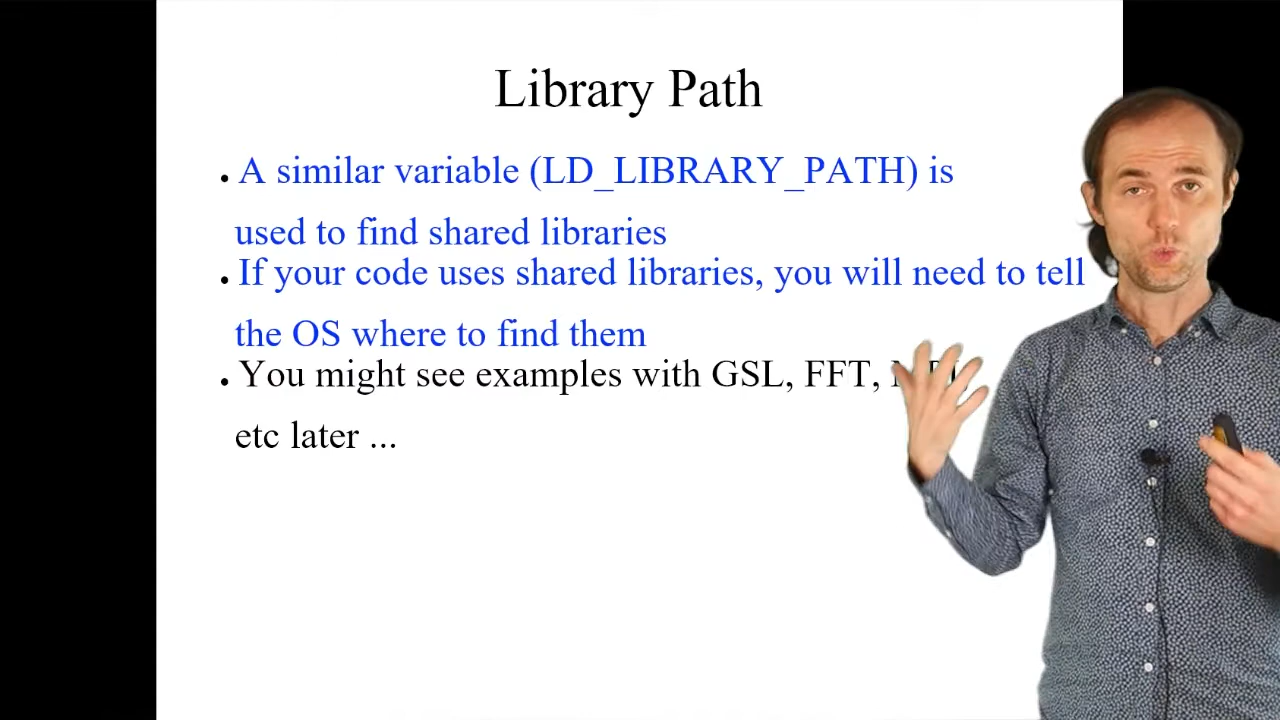 Library Path
• A similar variable (LD_LIBRARY_PATH) is
used to find shared libraries
• If your code uses shared libraries, you will need to tell
the OS where to find them
• You might see examples with GSL, FFT,
etc later ...